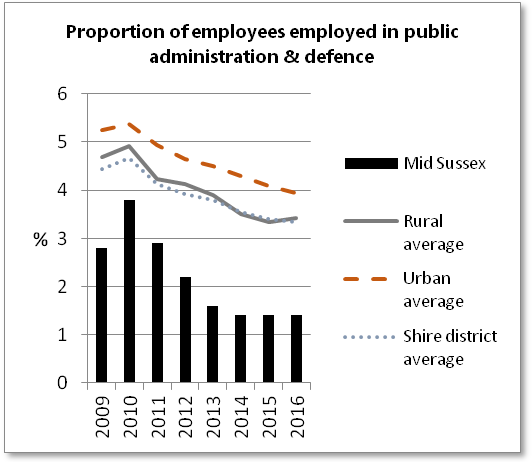 Proportion of employees employed in public
administration & defence
6
5
4
3
2
1
0
%
2009
2010
2011
2012
2013
2014
2015
2016
Mid Sussex
Rural
average
Urban
average
Shire district
average